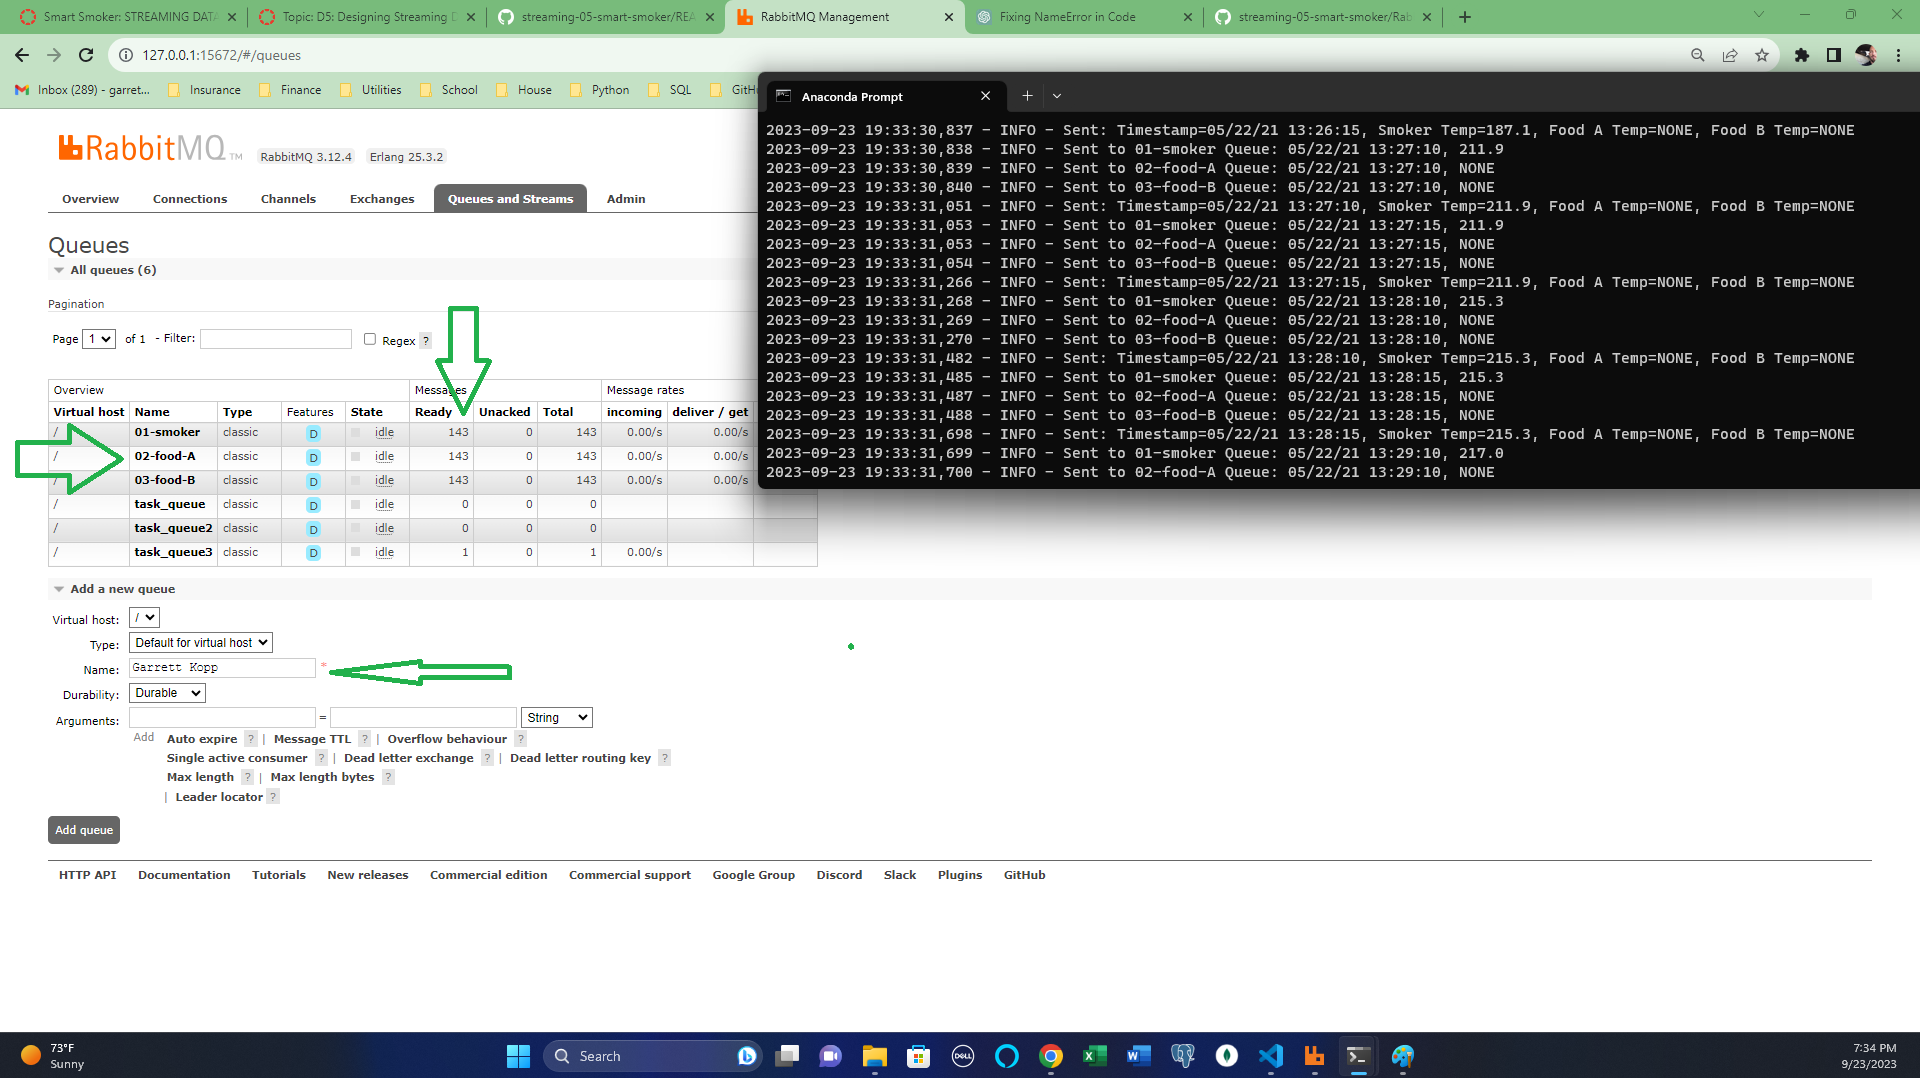 Smart Smoker: STREAMING DATA
Topic: D5: Designing Streaming D
streaming-05-smart-smoker/REA
RabbitMQ Management
Fixing NameError in Code
streaming-05-smart-smoker/Rab
127.0.0.1:15672/#/queues
Inbox (289) - garret...
Insurance
Finance
Utilities
School
House
Python
SQL
GitHu
Anaconda Prompt
2023-09-23 19:33:30,837 - INFO - Sent: Timestamp=05/22/21 13:26:15, Smoker Temp=187.1, Food A Temp=NONE, Food B Temp=NONE
2023-09-23 19:33:30,838 - INFO - Sent to 01-smoker Queue: 05/22/21 13:27:10, 211.9
2023-09-23 19:33:30,839 - INFO - Sent to 02-food-A Queue: 05/22/21 13:27:10, NONE
2023-09-23 19:33:30,840 - INFO - Sent to 03-food-B Queue: 05/22/21 13:27:10, NONE
2023-09-23 19:33:31,051 - INFO - Sent: Timestamp=05/22/21 13:27:10, Smoker Temp=211.9, Food A Temp=NONE, Food B Temp=NONE
2023-09-23 19:33:31,053 - INFO - Sent to 01-smoker Queue: 05/22/21 13:27:15, 211.9
2023-09-23 19:33:31,053 - INFO - Sent to 02-food-A Queue: 05/22/21 13:27:15, NONE
2023-09-23 19:33:31,054 - INFO - Sent to 03-food-B Queue: 05/22/21 13:27:15, NONE
2023-09-23 19:33:31,266 - INFO - Sent: Timestamp=05/22/21 13:27:15, Smoker Temp=211.9, Food A Temp=NONE, Food B Temp=NONE
2023-09-23 19:33:31,268 - INFO - Sent to 01-smoker Queue: 05/22/21 13:28:10, 215.3
2023-09-23 19:33:31,269 - INFO - Sent to 02-food-A Queue: 05/22/21 13:28:10, NONE
2023-09-23 19:33:31,270 - INFO - Sent to 03-food-B Queue: 05/22/21 13:28:10, NONE
2023-09-23 19:33:31,482 - INFO - Sent: Timestamp=05/22/21 13:28:10, Smoker Temp=215.3, Food A Temp=NONE, Food B Temp=NONE
2023-09-23 19:33:31,485 - INFO - Sent to 01-smoker Queue: 05/22/21 13:28:15, 215.3
2023-09-23 19:33:31,487 - INFO - Sent to 02-food-A Queue: 05/22/21 13:28:15, NONE
2023-09-23 19:33:31,488 - INFO - Sent to 03-food-B Queue: 05/22/21 13:28:15, NONE
2023-09-23 19:33:31,698 - INFO - Sent: Timestamp=05/22/21 13:28:15, Smoker Temp=215.3, Food A Temp=NONE, Food B Temp=NONE
2023-09-23 19:33:31,699 - INFO - Sent to 01-smoker Queue: 05/22/21 13:29:10, 217.0
2023-09-23 19:33:31,700 - INFO - Sent to 02-food-A Queue: 05/22/21 13:29:10, NONE
RabbitMQ TM RabbitMQ 3.12.4 Erlang 25.3.2
Overview Connections Channels Exchanges Queues and Streams Admin
Queues
All queues (6)
Pagination
Page 1 of 1 - Filter: Regex ?
Overview Messages Message rates
Virtual host Name Type Features State Ready Unacked Total incoming deliver / get
/ 01-smoker classic D idle 143 0 143 0.00/s 0.00/s
/ 02-food-A classic D idle 143 0 143 0.00/s 0.00/s
/ 03-food-B classic D idle 143 0 143 0.00/s 0.00/s
/ task_queue classic D idle 0 0 0
/ task_queue2 classic D idle 0 0 0
/ task_queue3 classic D idle 1 0 1 0.00/s
Add a new queue
Virtual host: /
Type: Default for virtual host
Name: Garrett Kopp *
Durability: Durable
Arguments: = String
Add Auto expire ? | Message TTL ? | Overflow behaviour ?
Single active consumer ? | Dead letter exchange ? | Dead letter routing key ?
Max length ? | Max length bytes ?
| Leader locator ?
Add queue
HTTP API Documentation Tutorials New releases Commercial edition Commercial support Google Group Discord Slack Plugins GitHub
73°F
Sunny
Search
DELL
7:34 PM
9/23/2023